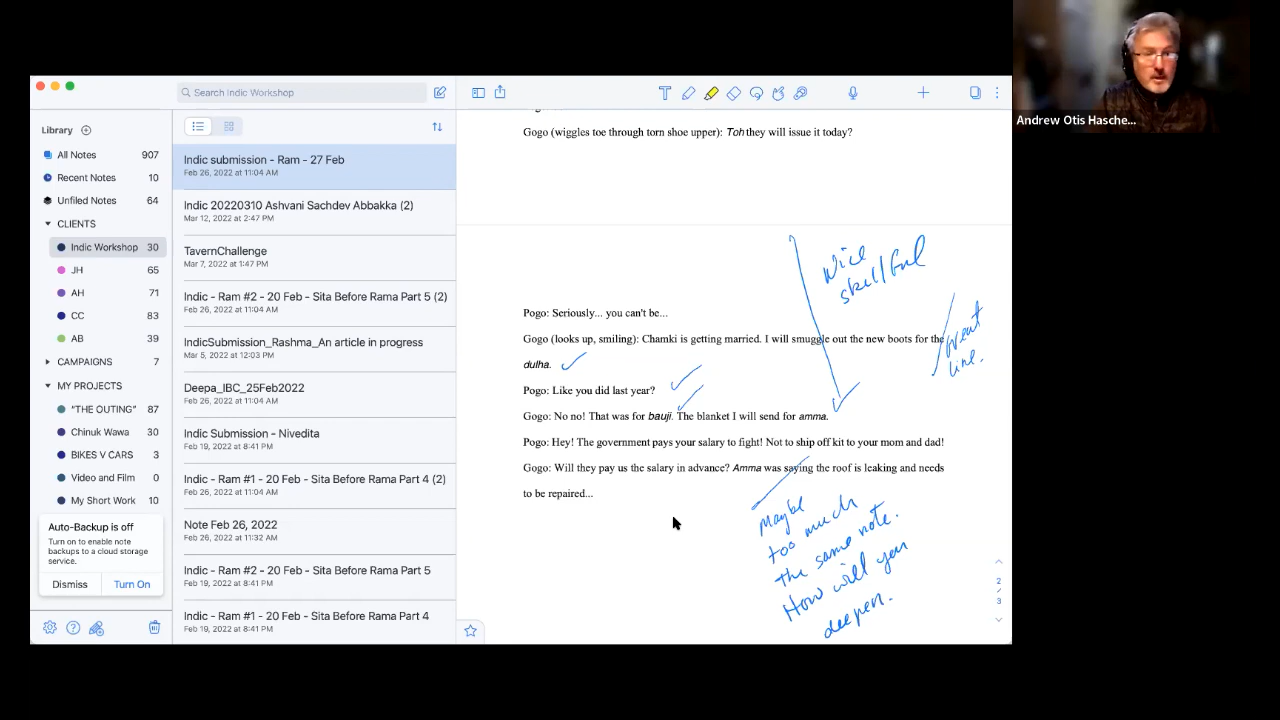 Search Indic Workshop
Library
All Notes 907
Recent Notes 10
Unfiled Notes 64
CLIENTS
Indic Workshop 30
JH 65
AH 71
CC 83
AB 39
CAMPAIGNS
MY PROJECTS
"THE OUTING" 87
Chinuk Wawa 30
BIKES V CARS 3
Video and Film 0
My Short Work 10
Auto-Backup is off
Turn on to enable note
backups to a cloud storage
service.
Dismiss Turn On
Indic submission - Ram - 27 Feb
Feb 26, 2022 at 11:04 AM
Indic 20220310 Ashvani Sachdev Abbakka (2)
Mar 12, 2022 at 2:47 PM
TavernChallenge
Mar 7, 2022 at 1:47 PM
Indic - Ram #2 - 20 Feb - Sita Before Rama Part 5 (2)
Feb 26, 2022 at 11:04 AM
IndicSubmission_Rashma_An article in progress
Mar 5, 2022 at 12:03 PM
Deepa_IBC_25Feb2022
Feb 26, 2022 at 11:04 AM
Indic Submission - Nivedita
Feb 19, 2022 at 8:41 PM
Indic - Ram #1 - 20 Feb - Sita Before Rama Part 4 (2)
Feb 26, 2022 at 11:04 AM
Note Feb 26, 2022
Feb 26, 2022 at 11:32 AM
Indic - Ram #2 - 20 Feb - Sita Before Rama Part 5
Feb 19, 2022 at 8:41 PM
Indic - Ram #1 - 20 Feb - Sita Before Rama Part 4
Feb 19, 2022 at 8:41 PM
Gogo (wiggles toe through torn shoe upper): Toh they will issue it today?
Nice
skillful
Pogo: Seriously... you can't be...
Gogo (looks up, smiling): Chamki is getting married. I will smuggle out the new boots for the
dulha.
Great
line.
Pogo: Like you did last year?
Gogo: No no! That was for bauji. The blanket I will send for amma.
Pogo: Hey! The government pays your salary to fight! Not to ship off kit to your mom and dad!
Gogo: Will they pay us the salary in advance? Amma was saying the roof is leaking and needs
to be repaired...
Maybe
too much
the same note.
How will you
deepen.
2
3
Andrew Otis Hasche...